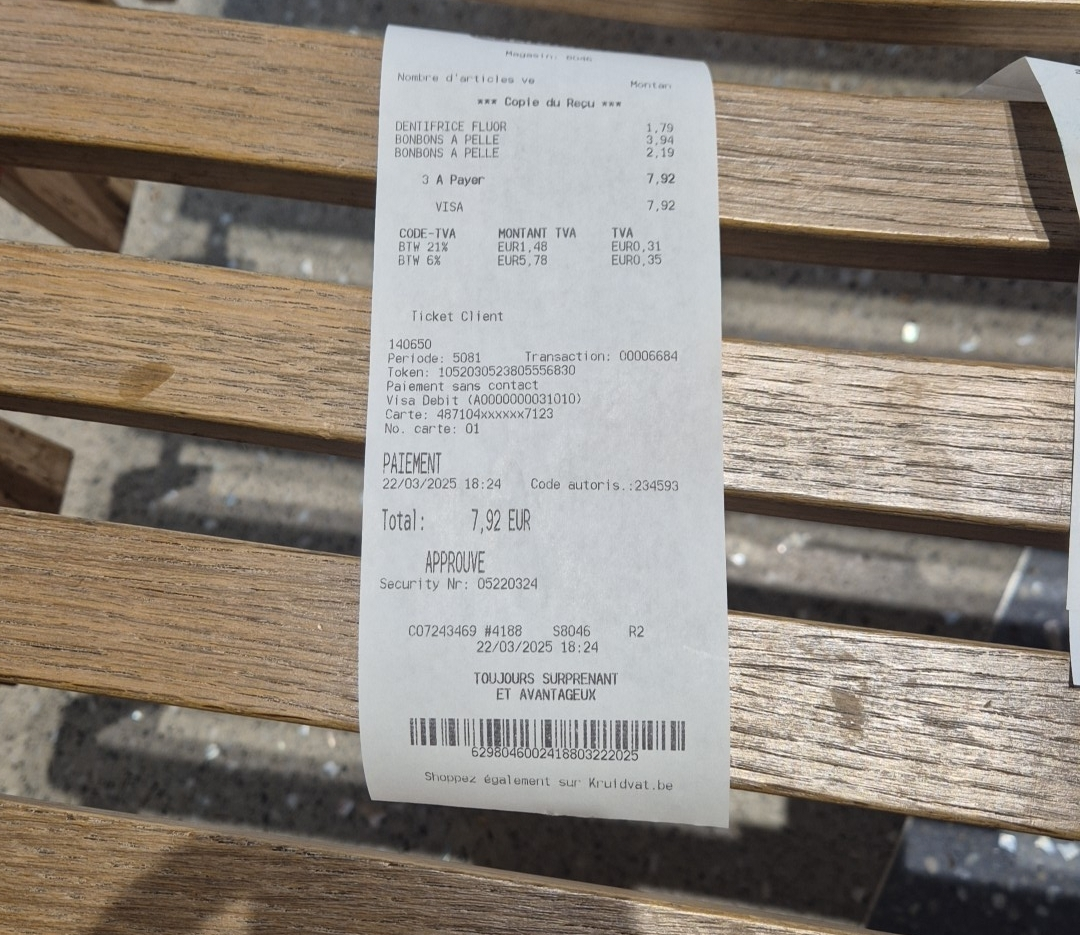 Magasin: 8046
Nombre d'articles ve Montan
*** Copie du Reçu ***
DENTIFRICE FLUOR 1,79
BONBONS A PELLE 3,94
BONBONS A PELLE 2,19
3 A Payer 7,92
VISA 7,92
CODE-TVA MONTANT TVA TVA
BTW 21% EUR1,48 EUR0,31
BTW 6% EUR5,78 EUR0,35
Ticket Client
140650
Periode: 5081 Transaction: 00006684
Token: 1052030523805556830
Paiement sans contact
Visa Debit (A0000000031010)
Carte: 487104xxxxxx7123
No. carte: 01
PAIEMENT
22/03/2025 18:24 Code autoris.:234593
Total: 7,92 EUR
APPROUVE
Security Nr: 05220324
C07243469 #4188 S8046 R2
22/03/2025 18:24
TOUJOURS SURPRENANT
ET AVANTAGEUX
6298046002418803222025
Shoppez également sur Kruidvat.be